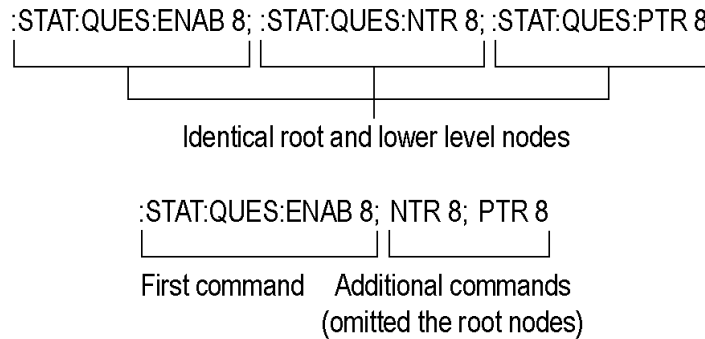 :STAT:QUES:ENAB 8; :STAT:QUES:NTR 8; :STAT:QUES:PTR 8
Identical root and lower level nodes
:STAT:QUES:ENAB 8; NTR 8; PTR 8
First command Additional commands
(omitted the root nodes)